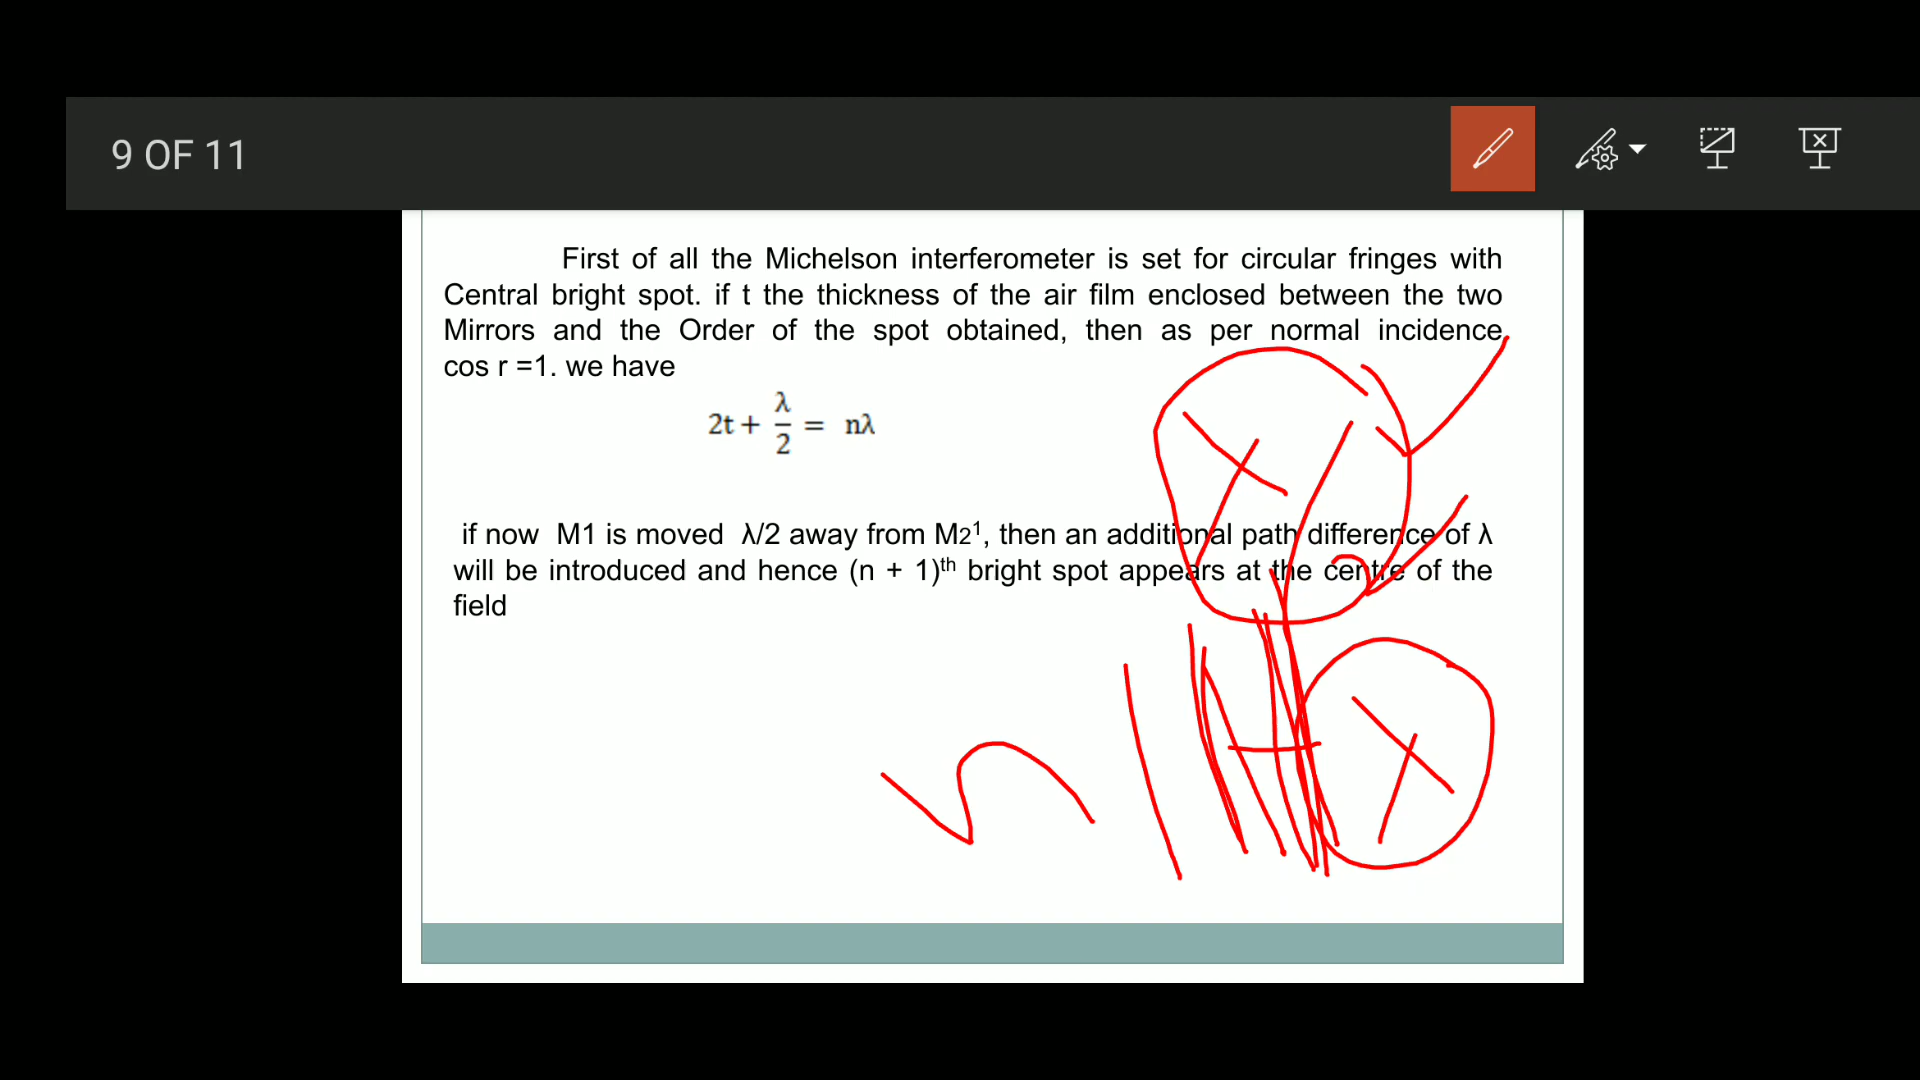 9 OF 11
First of all the Michelson interferometer is set for circular fringes with
Central bright spot. if t the thickness of the air film enclosed between the two
Mirrors and the Order of the spot obtained, then as per normal incidence
cos r =1. we have
2t + λ/2 = nλ
if now M1 is moved λ/2 away from M2¹, then an additional path difference of λ
will be introduced and hence (n + 1)ᵗʰ bright spot appears at the centre of the
field